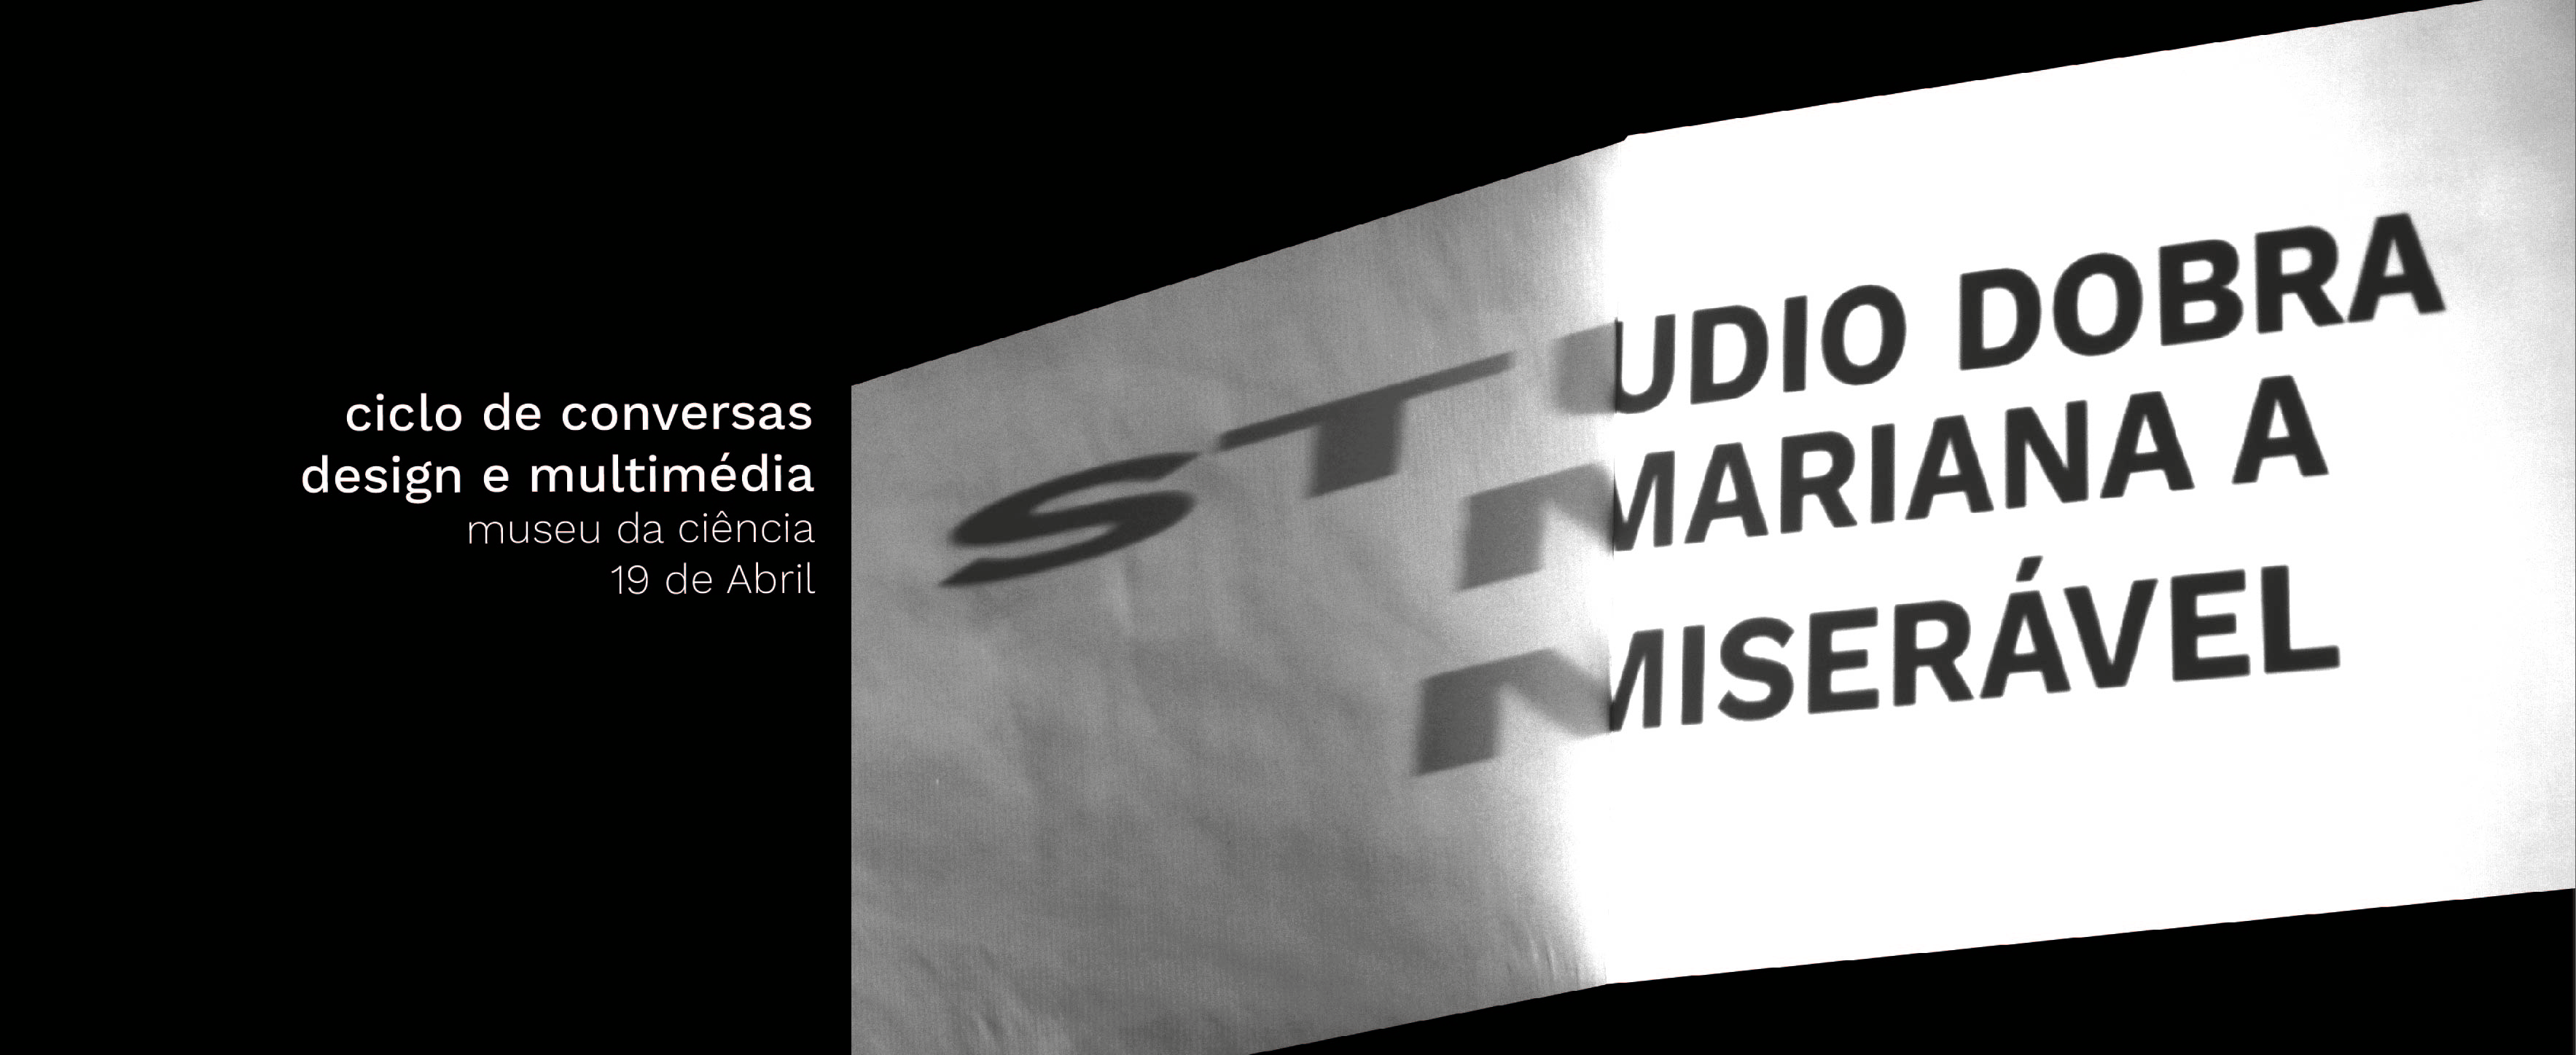 ciclo de conversas
design e multimédia
museu da ciência
19 de Abril
STUDIO DOBRA
MARIANA A
MISERÁVEL